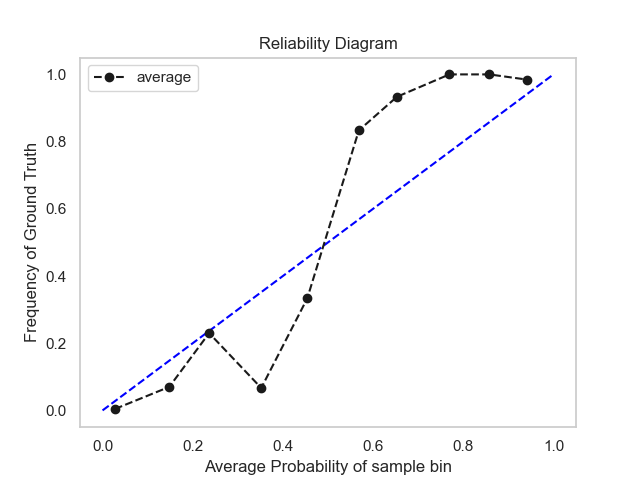 Reliability Diagram
average
Frequency of Ground Truth
1.0
0.8
0.6
0.4
0.2
0.0
0.0 0.2 0.4 0.6 0.8 1.0
Average Probability of sample bin